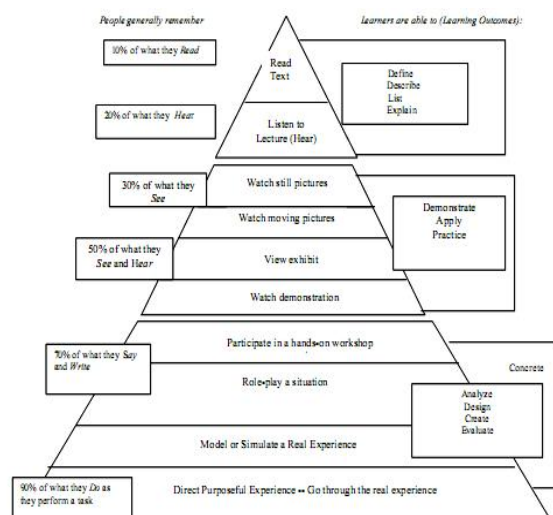 People generally remember
Learners are able to (Learning Outcomes):
10% of what they Read
Read
Text
Define
Describe
List
Explain
20% of what they Hear
Listen to
Lecture (Hear)
30% of what they
See
Watch still pictures
Watch moving pictures
Demonstrate
Apply
Practice
50% of what they
See and Hear
View exhibit
Watch demonstration
Participate in a hands-on workshop
70% of what they Say
and Write
Concrete
Role-play a situation
Analyze
Design
Create
Evaluate
Model or Simulate a Real Experience
90% of what they Do as
they perform a task
Direct Purposeful Experience -- Go through the real experience